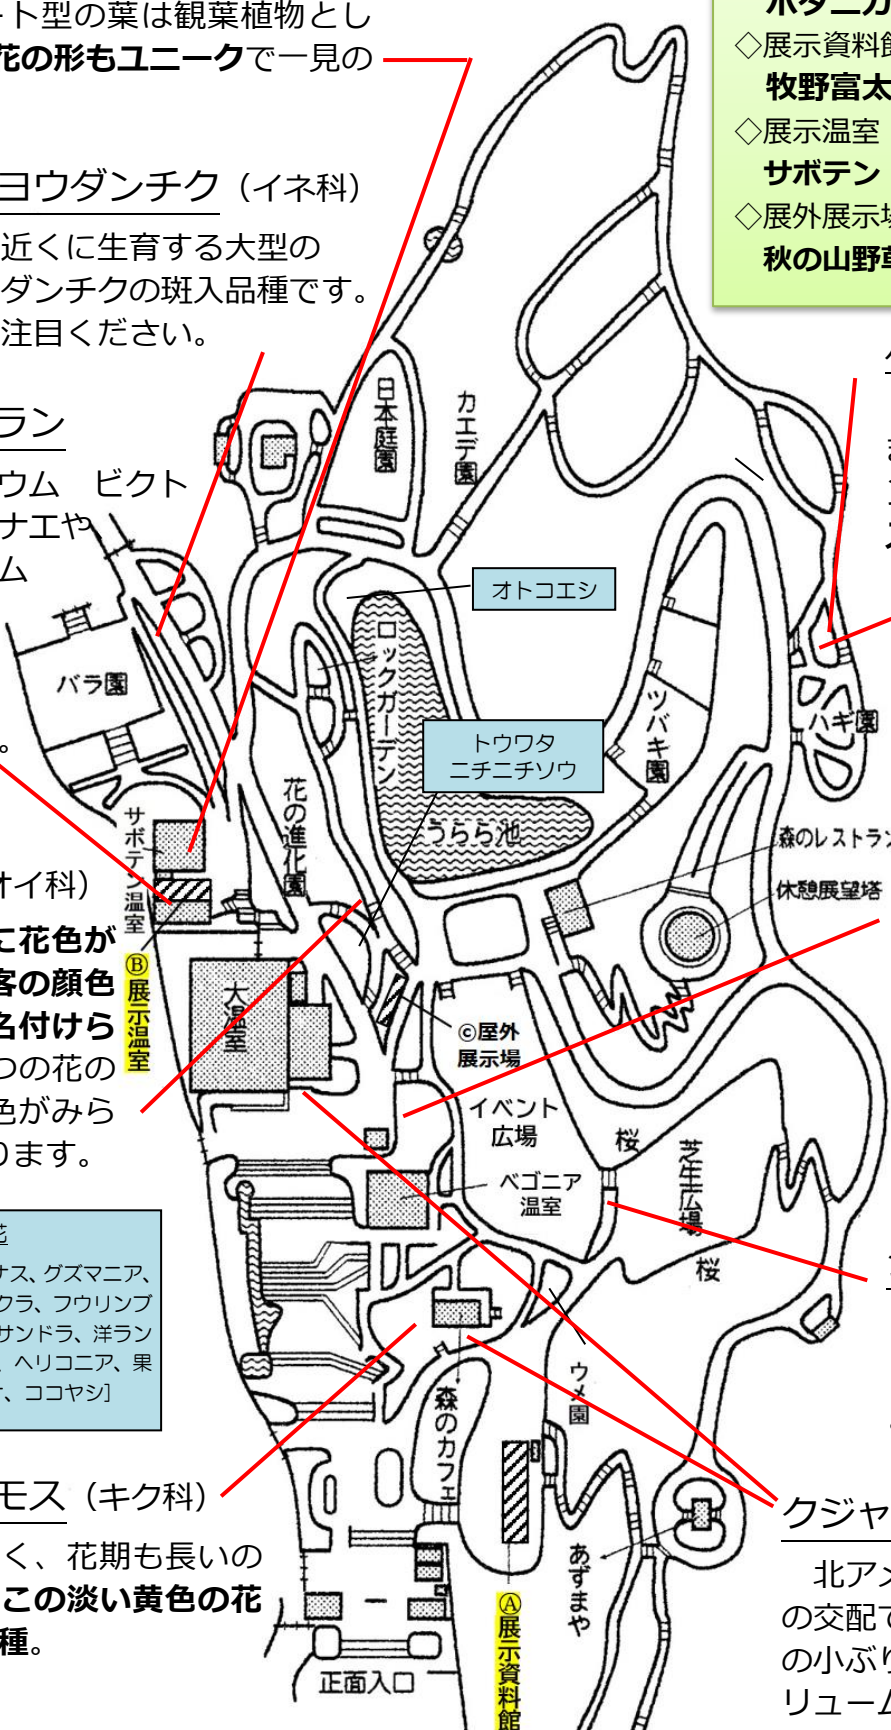 ート型の葉は観葉植物とし
花の形もユニークで一見の
◇展示資料館
牧野富太
◇展示温室
サボテン
◇展外展示場
秋の山野草
ヨウダンチク（イネ科）
近くに生育する大型の
ダンチクの斑入品種です。
注目ください。
ラン
ウム　ビクト
ナエや
ム
。
日本庭園
カエデ園
オトコエシ
ロックガーデン
バラ園
ツバキ園
ハギ園
トウワタ
ニチニチソウ
うらら池
花の進化園
サボテン温室
森のレストラン
休憩展望塔
オイ科）
に花色が
客の顔色
名付けら
つの花の
色がみら
ります。
Ⓑ展示温室
大温室
©屋外
展示場
イベント
広場
桜
芝生広場
桜
ベゴニア
温室
花
ナス、グズマニア、
クラ、フウリンブ
サンドラ、洋ラン
、ヘリコニア、果
、ココヤシ]
ウメ園
森のカフェ
モス（キク科）
く、花期も長いの
この淡い黄色の花
種。
あずまや
Ⓐ展示資料館
正面入口
クジャ
北アメ
の交配で
の小ぶり
リューム